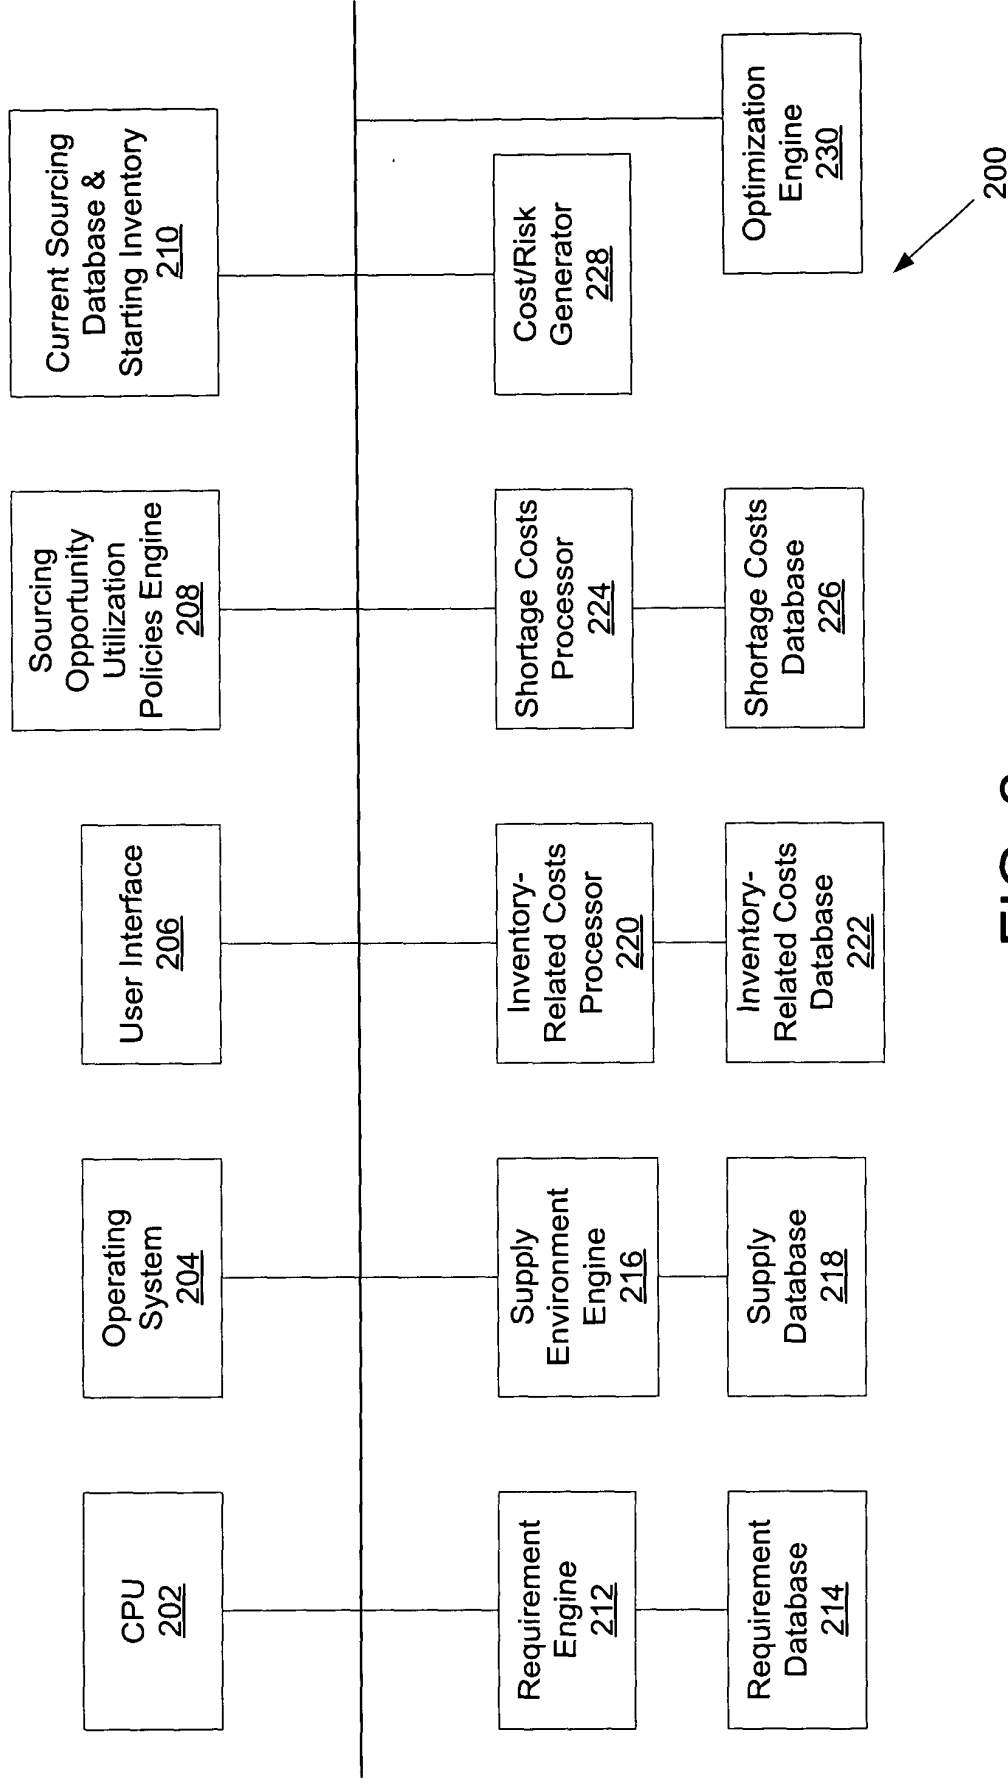 CPU
202
Operating
System
204
User Interface
206
Sourcing
Opportunity
Utilization
Policies Engine
208
Current Sourcing
Database &
Starting Inventory
210
Requirement
Engine
212
Supply
Environment
Engine
216
Inventory-
Related Costs
Processor
220
Shortage Costs
Processor
224
Cost/Risk
Generator
228
Requirement
Database
214
Supply
Database
218
Inventory-
Related Costs
Database
222
Shortage Costs
Database
226
Optimization
Engine
230
200
FIG.